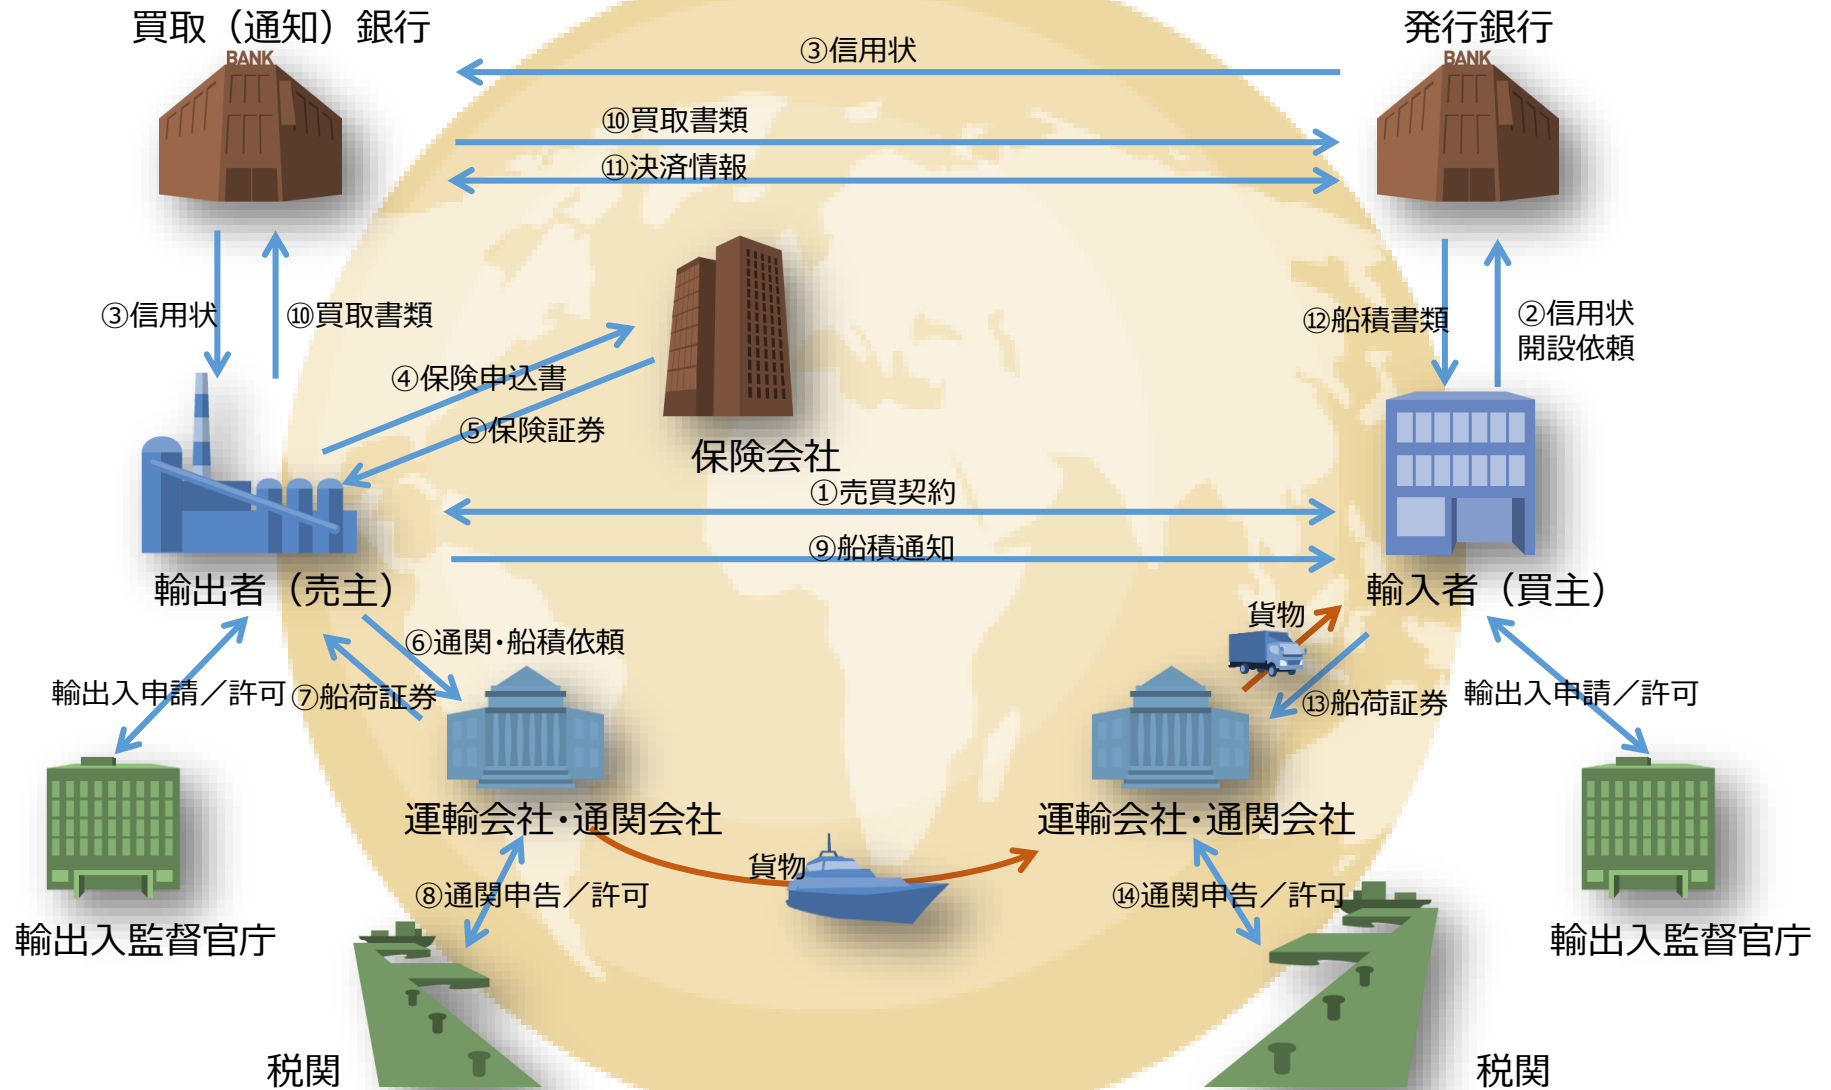 買取（通知）銀行
発行銀行
BANK
BANK
③信用状
⑩買取書類
⑪決済情報
③信用状
⑩買取書類
⑫船積書類
②信用状
開設依頼
④保険申込書
⑤保険証券
保険会社
①売買契約
⑨船積通知
輸出者（売主）
輸入者（買主）
貨物
⑥通関・船積依頼
輸出入申請／許可
⑦船荷証券
⑬船荷証券
輸出入申請／許可
運輸会社・通関会社
運輸会社・通関会社
貨物
⑧通関申告／許可
⑭通関申告／許可
輸出入監督官庁
輸出入監督官庁
税関
税関